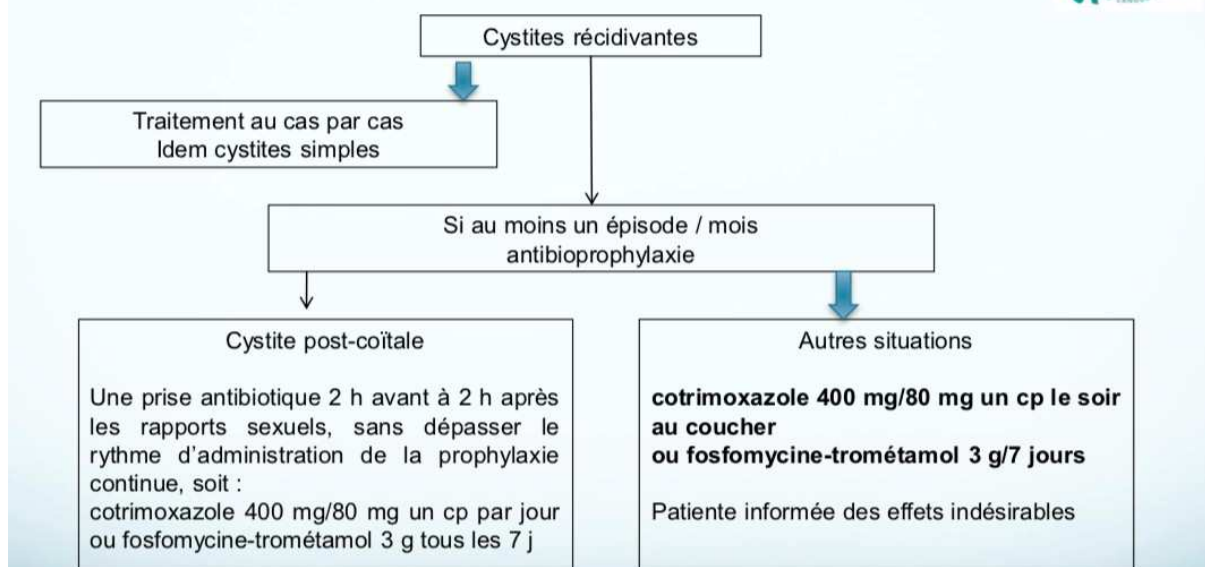 Cystites récidivantes
Traitement au cas par cas
Idem cystites simples
Si au moins un épisode / mois
antibioprophylaxie
Cystite post-coïtale
Une prise antibiotique 2 h avant à 2 h après
les rapports sexuels, sans dépasser le
rythme d'administration de la prophylaxie
continue, soit :
cotrimoxazole 400 mg/80 mg un cp par jour
ou fosfomycine-trométamol 3 g tous les 7 j
Autres situations
cotrimoxazole 400 mg/80 mg un cp le soir
au coucher
ou fosfomycine-trométamol 3 g/7 jours
Patiente informée des effets indésirables